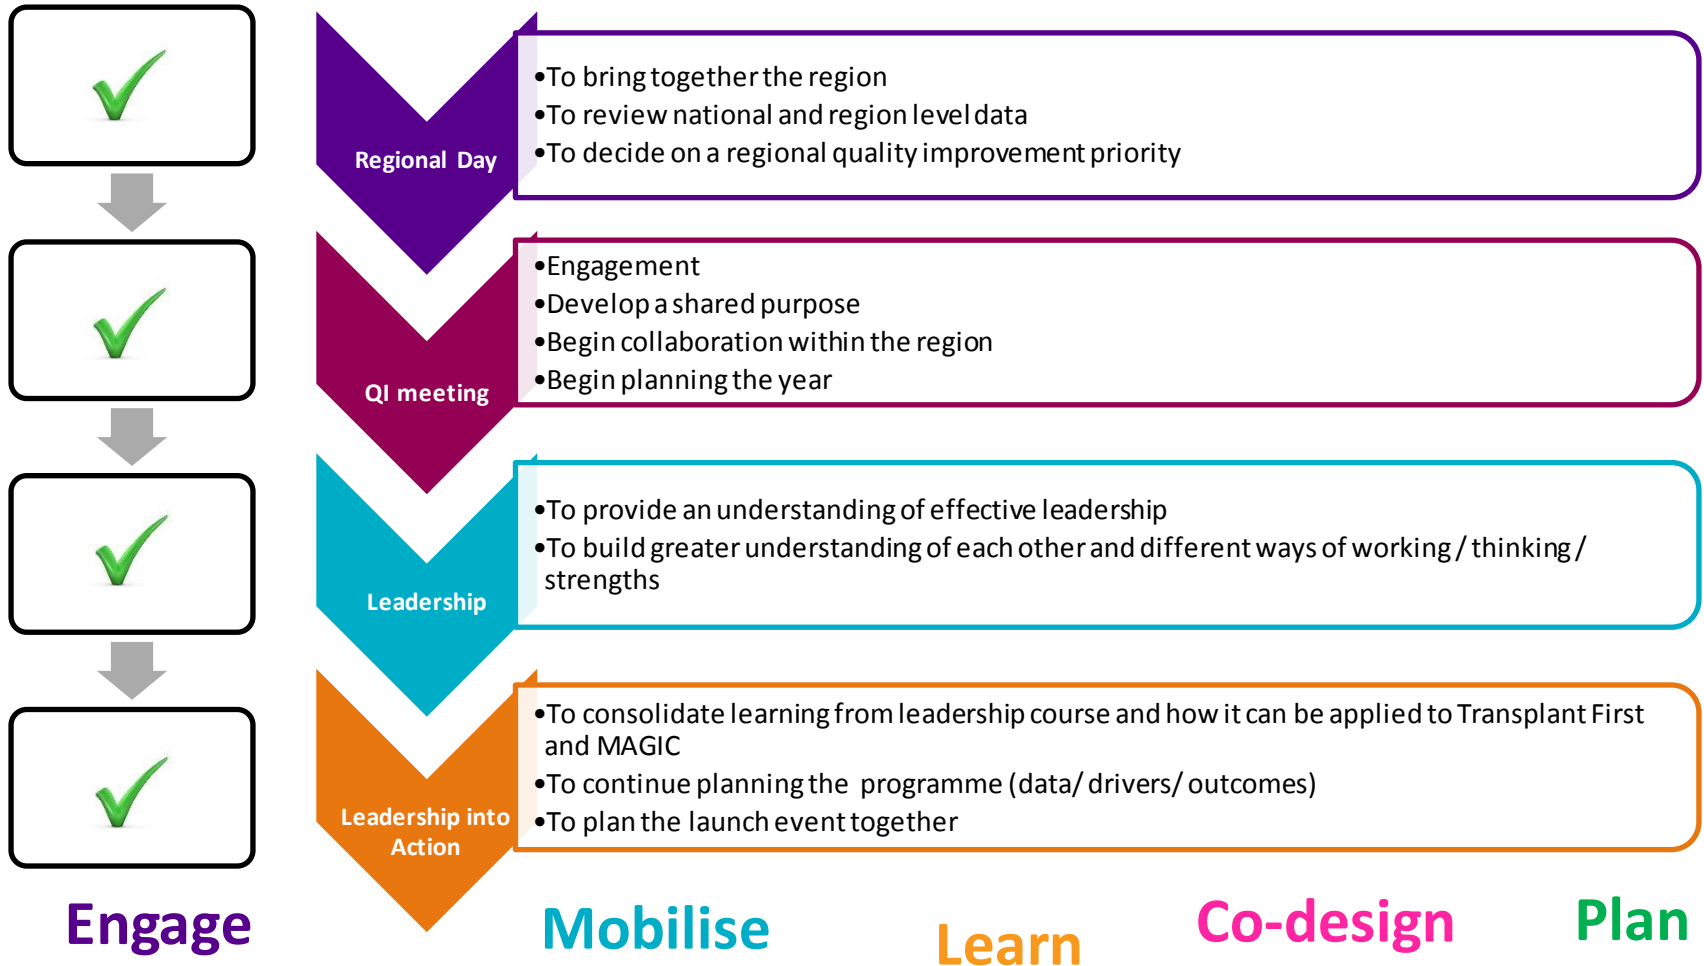 Regional Day
•To bring together the region
•To review national and region level data
•To decide on a regional quality improvement priority
QI meeting
•Engagement
•Develop a shared purpose
•Begin collaboration within the region
•Begin planning the year
Leadership
•To provide an understanding of effective leadership
•To build greater understanding of each other and different ways of working / thinking /
strengths
Leadership into
Action
•To consolidate learning from leadership course and how it can be applied to Transplant First
and MAGIC
•To continue planning the programme (data/ drivers/ outcomes)
•To plan the launch event together
Engage
Mobilise
Learn
Co-design
Plan